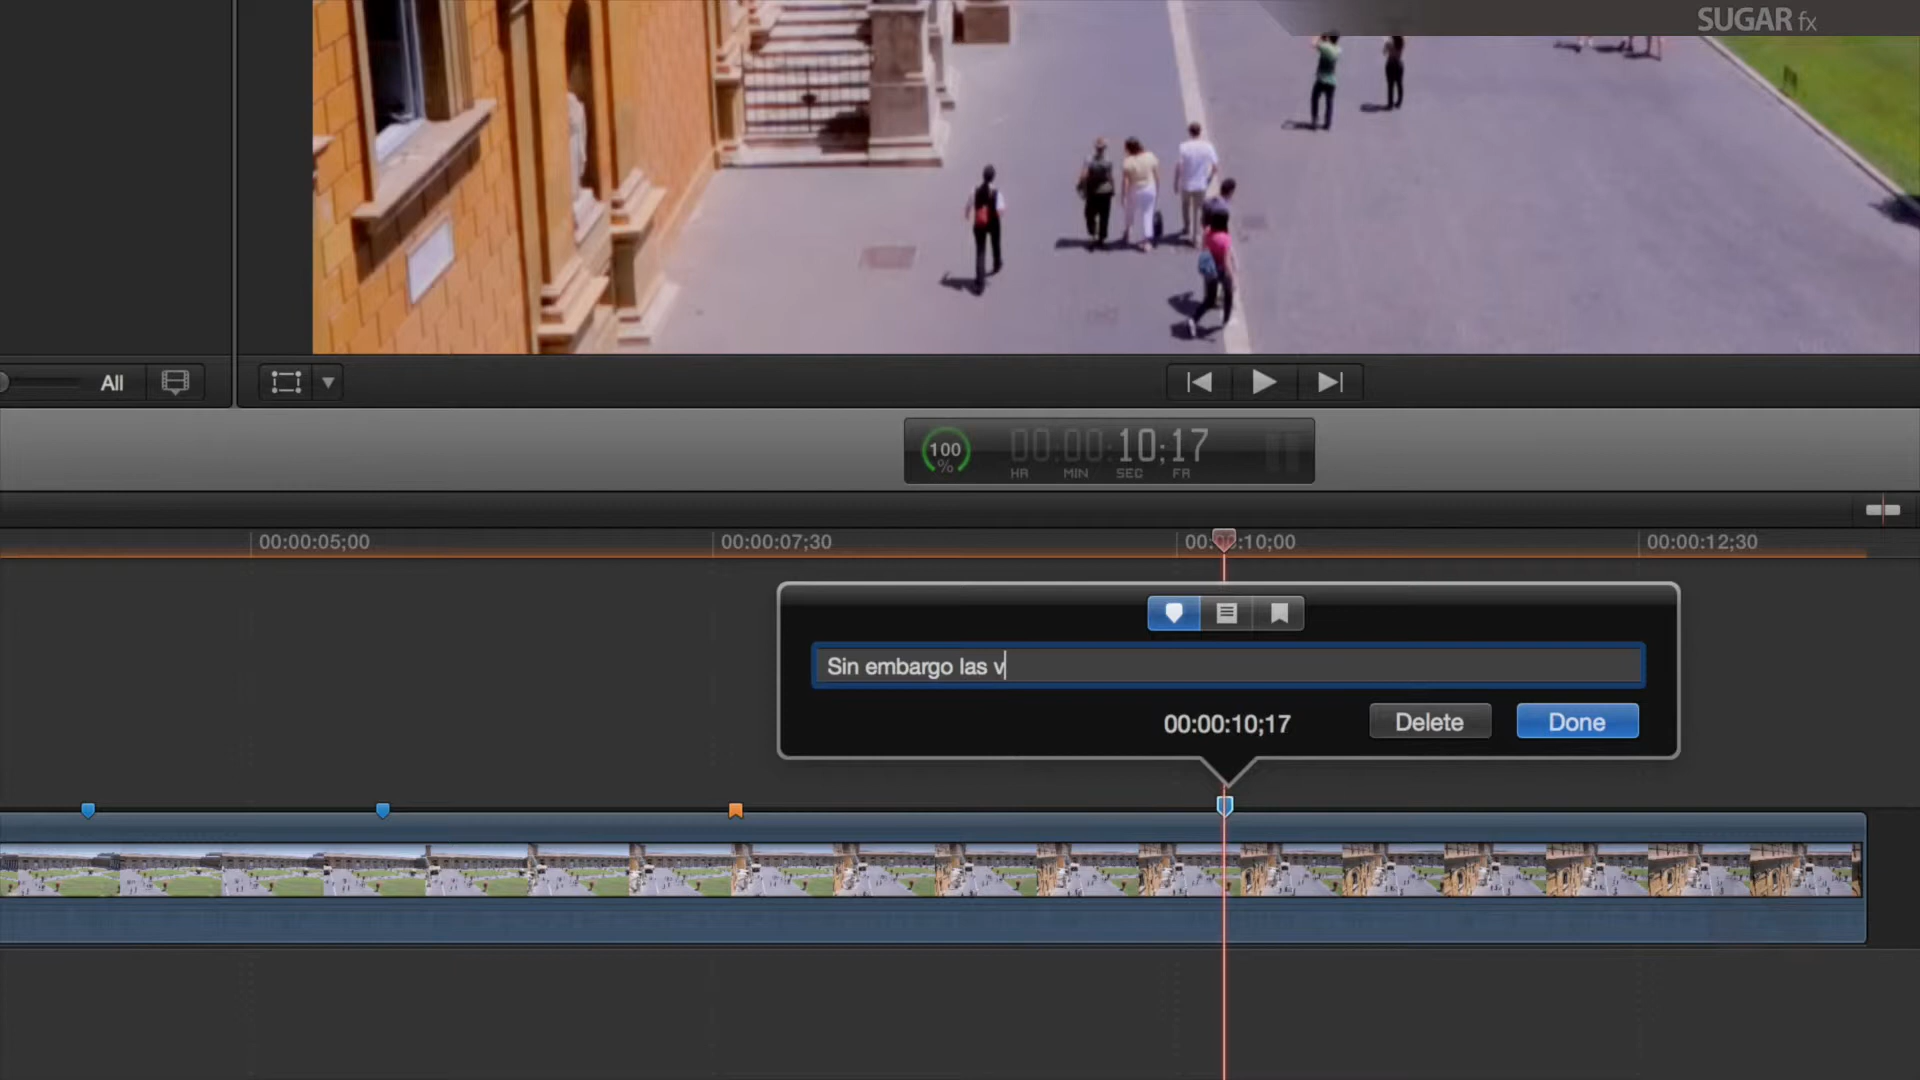 SUGAR fx
All
100
%
00:00:10;17
HR MIN SEC FR
00:00:05;00
00:00:07;30
00:00:10;00
00:00:12;30
Sin embargo las v
00:00:10;17
Delete
Done